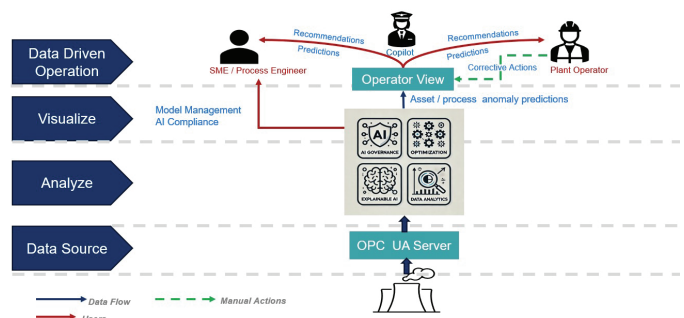 Data Driven
Operation
Visualize
Analyze
Data Source
Recommendations
Predictions
Copilot
Recommendations
Predictions
SME / Process Engineer
Operator View
Corrective Actions
Plant Operator
Model Management
AI Compliance
Asset / process anomaly predictions
AI
AI GOVERNANCE
OPTIMIZATION
EXPLAINABLE AI
DATA ANALYTICS
OPC UA Server
Data Flow
Manual Actions